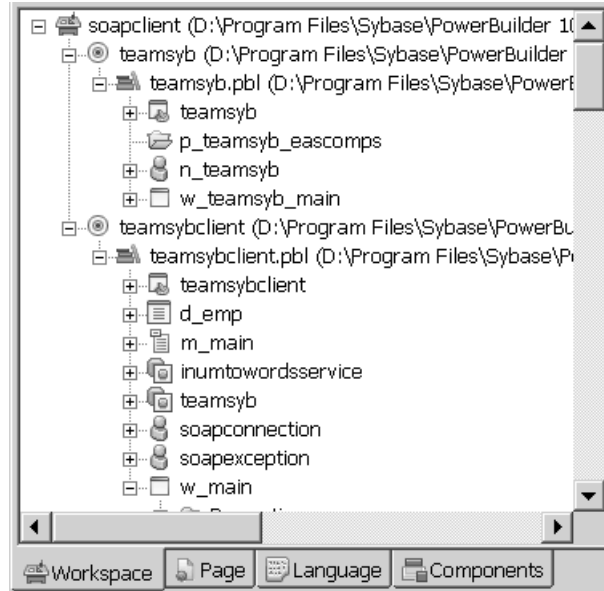 soapclient (D:\Program Files\Sybase\PowerBuilder 10
teamsyb (D:\Program Files\Sybase\PowerBuilder
teamsyb.pbl (D:\Program Files\Sybase\PowerE
teamsyb
p_teamsyb_eascomps
n_teamsyb
w_teamsyb_main
teamsybclient (D:\Program Files\Sybase\PowerBu
teamsybclient.pbl (D:\Program Files\Sybase\P
teamsybclient
d_emp
m_main
inumtowordsservice
teamsyb
soapconnection
soapexception
w_main
Workspace Page Language Components